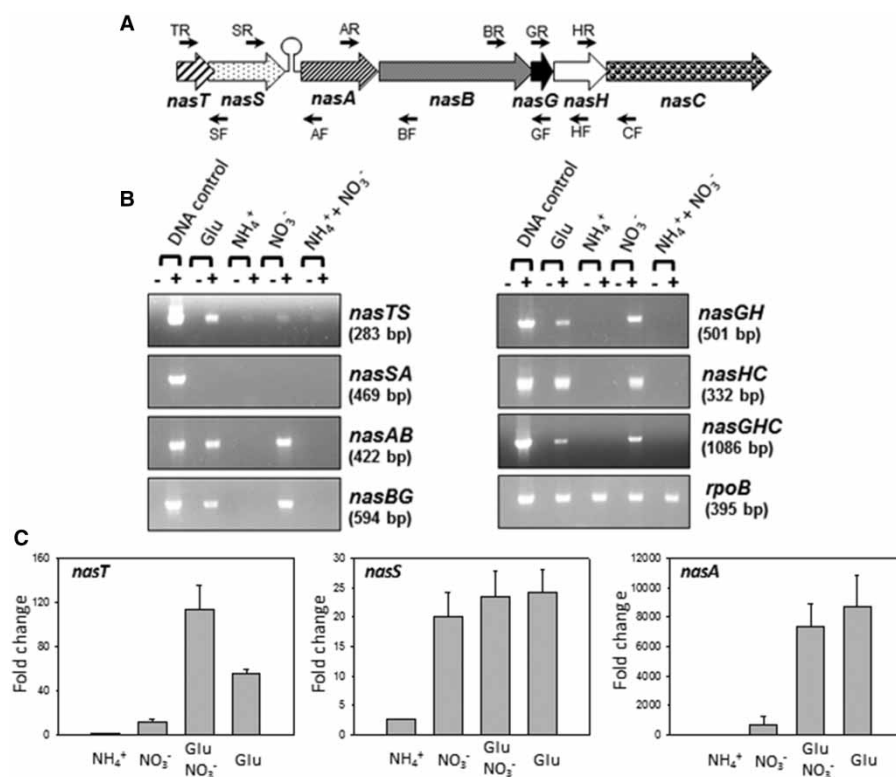 A
TR SR AR BR GR HR
nasT nasS nasA nasB nasG nasH nasC
SF AF BF GF HF CF
B
DNA control Glu NH₄⁺ NO₃⁻ NH₄⁺+ NO₃⁻
- + - + - + - + - +
nasTS
(283 bp)
nasSA
(469 bp)
nasAB
(422 bp)
nasBG
(594 bp)
DNA control Glu NH₄⁺ NO₃⁻ NH₄⁺+ NO₃⁻
- + - + - + - + - +
nasGH
(501 bp)
nasHC
(332 bp)
nasGHC
(1086 bp)
rpoB
(395 bp)
C
nasT
Fold change
160
120
80
40
0
NH₄⁺ NO₃⁻ Glu NO₃⁻ Glu
nasS
Fold change
30
25
20
15
10
5
0
NH₄⁺ NO₃⁻ Glu NO₃⁻ Glu
nasA
Fold change
12000
10000
8000
6000
4000
2000
0
NH₄⁺ NO₃⁻ Glu NO₃⁻ Glu